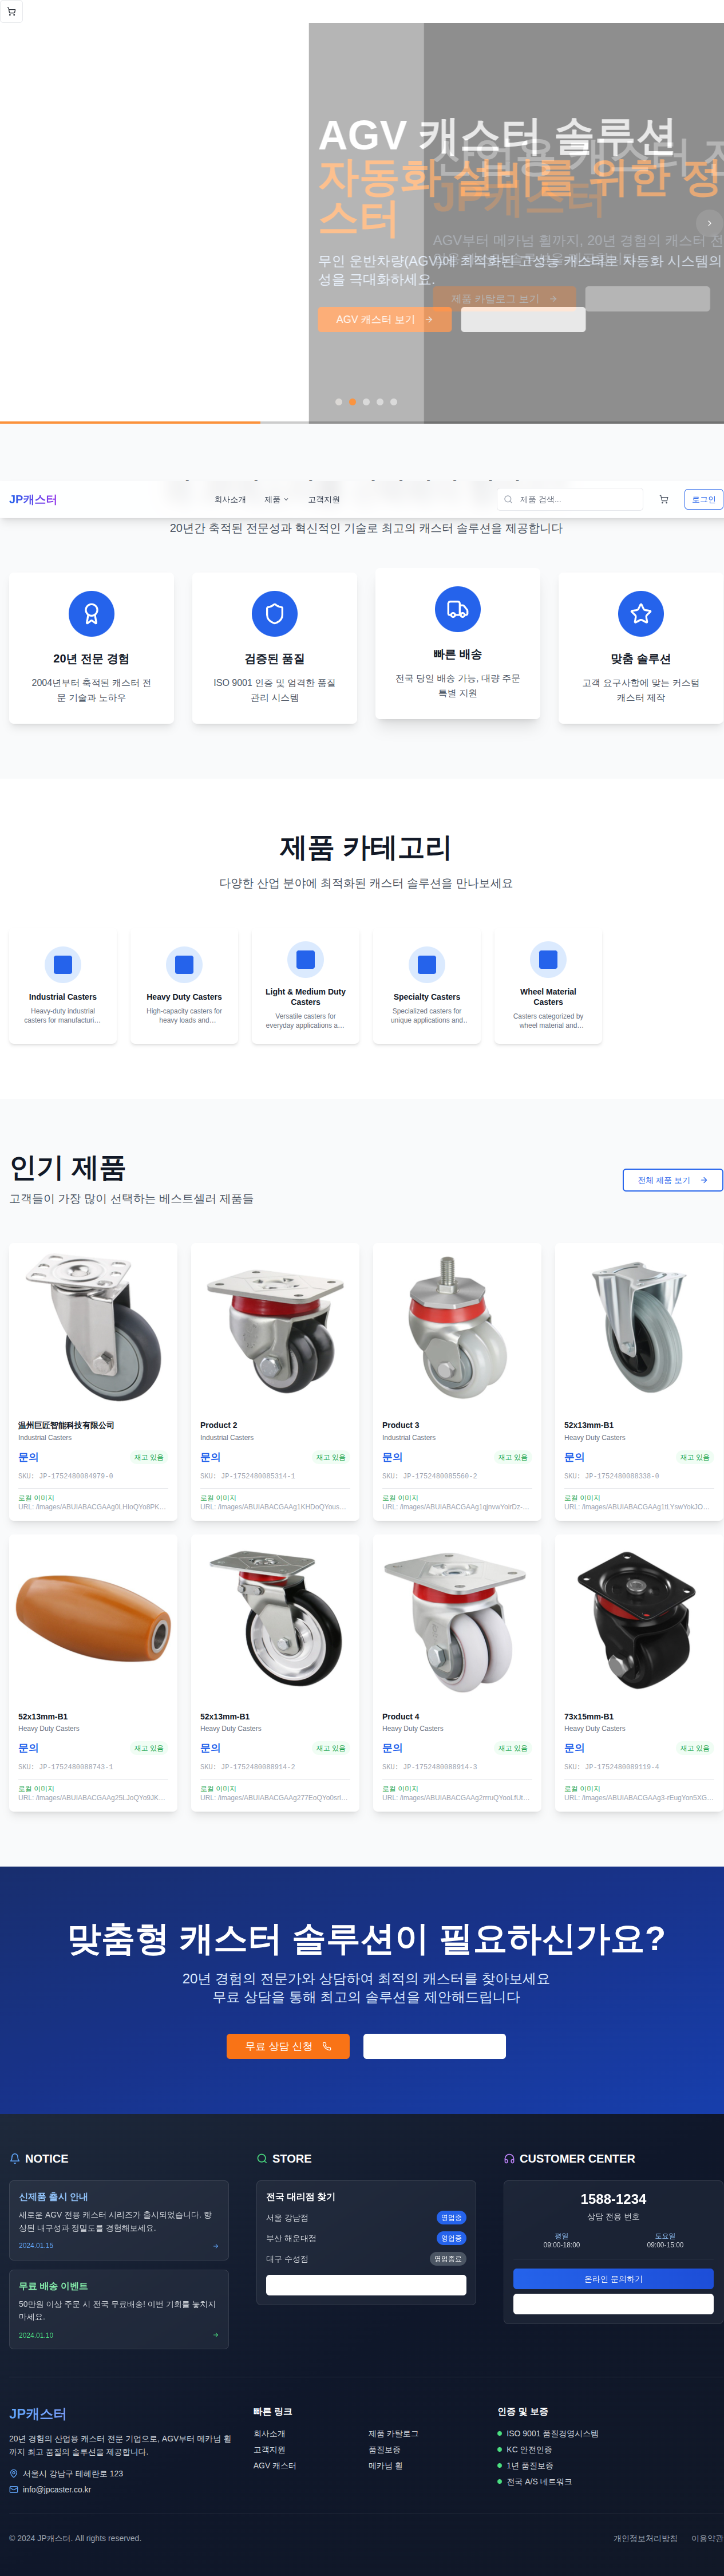 AGV 캐스터 솔루션
산업용 캐스터
자동화 설비를 위한 정
JP캐스터
스터
AGV부터 메카넘 휠까지, 20년 경험의 캐스터 전
무인 운반차량(AGV)에 최적화된 고성능 캐스터로 자동화 시스템의
성을 극대화하세요.
제품 카탈로그 보기
AGV 캐스터 보기
JP캐스터
회사소개
제품
고객지원
제품 검색...
로그인
20년간 축적된 전문성과 혁신적인 기술로 최고의 캐스터 솔루션을 제공합니다
20년 전문 경험
2004년부터 축적된 캐스터 전
문 기술과 노하우
검증된 품질
ISO 9001 인증 및 엄격한 품질
관리 시스템
빠른 배송
전국 당일 배송 가능, 대량 주문
특별 지원
맞춤 솔루션
고객 요구사항에 맞는 커스텀
캐스터 제작
제품 카테고리
다양한 산업 분야에 최적화된 캐스터 솔루션을 만나보세요
Industrial Casters
Heavy-duty industrial
casters for manufacturi...
Heavy Duty Casters
High-capacity casters for
heavy loads and...
Light & Medium Duty
Casters
Versatile casters for
everyday applications a...
Specialty Casters
Specialized casters for
unique applications and..
Wheel Material
Casters
Casters categorized by
wheel material and...
인기 제품
고객들이 가장 많이 선택하는 베스트셀러 제품들
전체 제품 보기
温州巨匠智能科技有限公司
Industrial Casters
문의
재고 있음
SKU: JP-1752480084979-0
로컬 이미지
URL: /images/ABUIABACGAAg0LHIoQYo8PK...
Product 2
Industrial Casters
문의
재고 있음
SKU: JP-1752480085314-1
로컬 이미지
URL: /images/ABUIABACGAAg1KHDoQYous...
Product 3
Industrial Casters
문의
재고 있음
SKU: JP-1752480085560-2
로컬 이미지
URL: /images/ABUIABACGAAg1qjnvwYoirDz-...
52x13mm-B1
Heavy Duty Casters
문의
재고 있음
SKU: JP-1752480088338-0
로컬 이미지
URL: /images/ABUIABACGAAg1tLYswYokJO...
52x13mm-B1
Heavy Duty Casters
문의
재고 있음
SKU: JP-1752480088743-1
로컬 이미지
URL: /images/ABUIABACGAAg25LJoQYo9JK...
52x13mm-B1
Heavy Duty Casters
문의
재고 있음
SKU: JP-1752480088914-2
로컬 이미지
URL: /images/ABUIABACGAAg277EoQYo0srl...
Product 4
Heavy Duty Casters
문의
재고 있음
SKU: JP-1752480088914-3
로컬 이미지
URL: /images/ABUIABACGAAg2rrruQYooLfUt...
73x15mm-B1
Heavy Duty Casters
문의
재고 있음
SKU: JP-1752480089119-4
로컬 이미지
URL: /images/ABUIABACGAAg3-rEugYon5XG...
맞춤형 캐스터 솔루션이 필요하신가요?
20년 경험의 전문가와 상담하여 최적의 캐스터를 찾아보세요
무료 상담을 통해 최고의 솔루션을 제안해드립니다
무료 상담 신청
NOTICE
신제품 출시 안내
새로운 AGV 전용 캐스터 시리즈가 출시되었습니다. 향
상된 내구성과 정밀도를 경험해보세요.
2024.01.15
무료 배송 이벤트
50만원 이상 주문 시 전국 무료배송! 이번 기회를 놓치지
마세요.
2024.01.10
STORE
전국 대리점 찾기
서울 강남점
영업중
부산 해운대점
영업중
대구 수성점
영업종료
CUSTOMER CENTER
1588-1234
상담 전용 번호
평일
09:00-18:00
토요일
09:00-15:00
온라인 문의하기
JP캐스터
20년 경험의 산업용 캐스터 전문 기업으로, AGV부터 메카넘 휠
까지 최고 품질의 솔루션을 제공합니다.
서울시 강남구 테헤란로 123
info@jpcaster.co.kr
빠른 링크
회사소개
제품 카탈로그
고객지원
품질보증
AGV 캐스터
메카넘 휠
인증 및 보증
ISO 9001 품질경영시스템
KC 안전인증
1년 품질보증
전국 A/S 네트워크
© 2024 JP캐스터. All rights reserved.
개인정보처리방침
이용약관